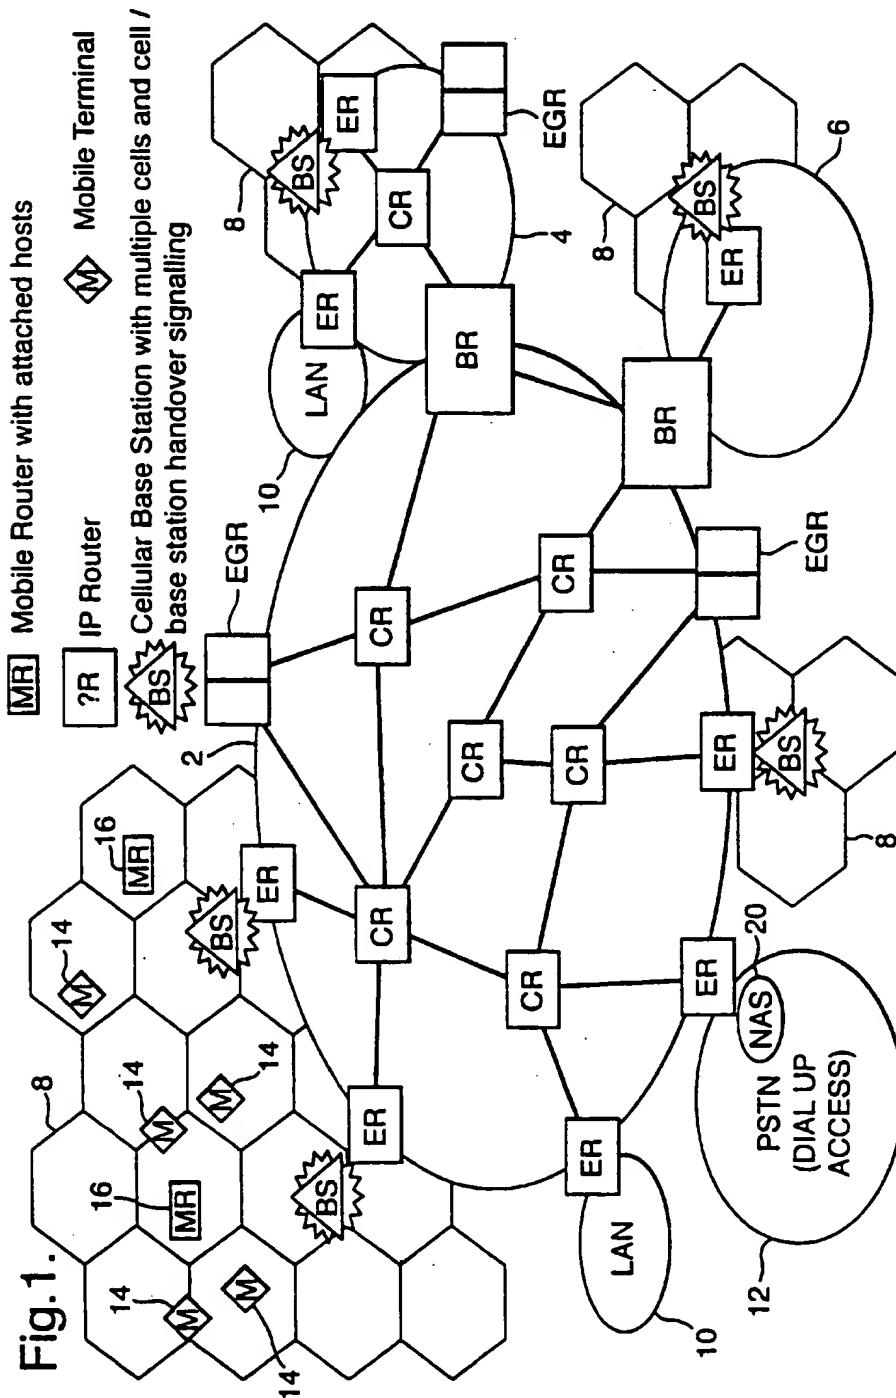 Fig.1.
MR Mobile Router with attached hosts
?R IP Router
M Mobile Terminal
BS Cellular Base Station with multiple cells and cell /
base station handover signalling
14
M
14
M
16
MR
14
M
8
14
M
14
M
16
MR
BS
BS
2
ER
ER
EGR
CR
CR
CR
CR
CR
CR
ER
LAN
10
ER
NAS
20
PSTN
(DIAL UP
ACCESS)
12
ER
BS
8
EGR
BR
BR
10
LAN
ER
CR
BS
ER
8
EGR
4
8
BS
ER
6